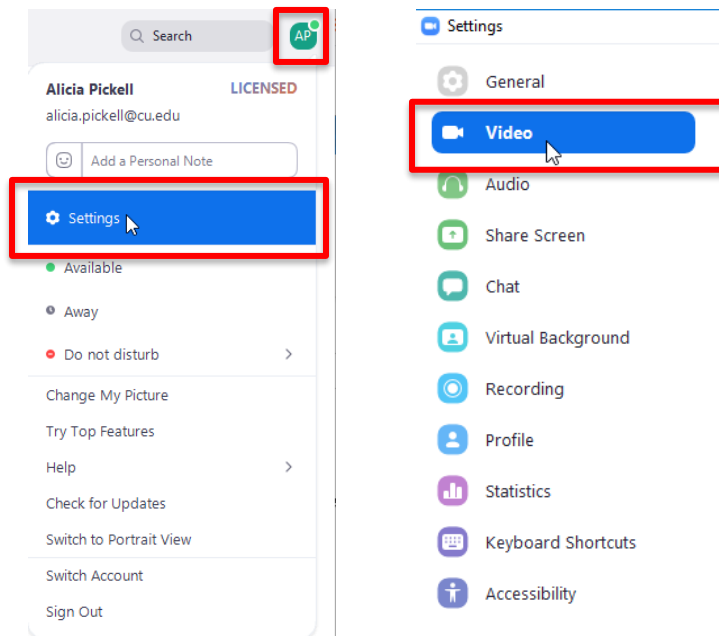 Search
AP
Alicia Pickell LICENSED
alicia.pickell@cu.edu
Add a Personal Note
Settings
Available
Away
Do not disturb
Change My Picture
Try Top Features
Help
Check for Updates
Switch to Portrait View
Switch Account
Sign Out
Settings
General
Video
Audio
Share Screen
Chat
Virtual Background
Recording
Profile
Statistics
Keyboard Shortcuts
Accessibility